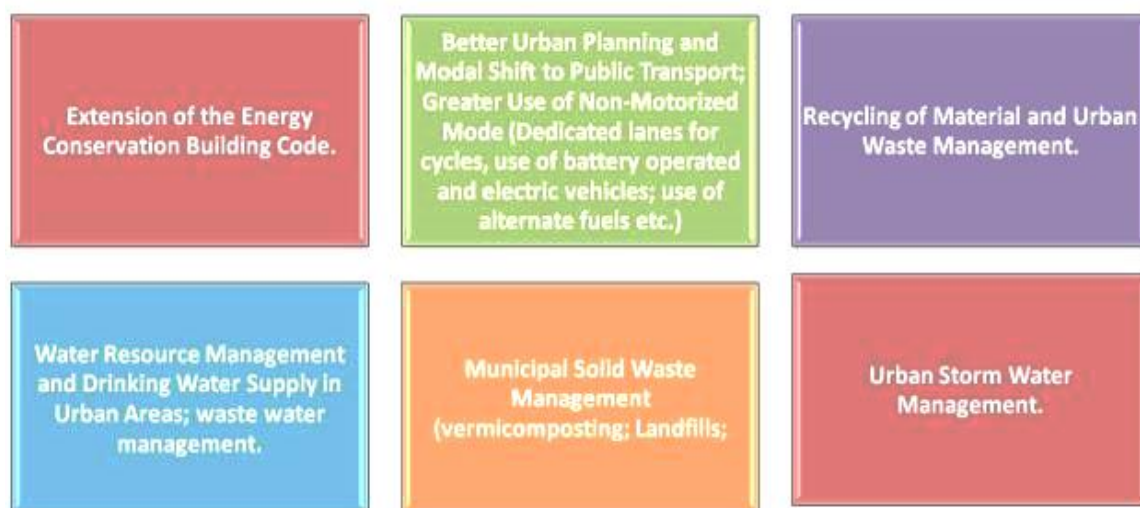 Extension of the Energy
Conservation Building Code.
Better Urban Planning and
Modal Shift to Public Transport;
Greater Use of Non-Motorized
Mode (Dedicated lanes for
cycles, use of battery operated
and electric vehicles; use of
alternate fuels etc.)
Recycling of Material and Urban
Waste Management.
Water Resource Management
and Drinking Water Supply in
Urban Areas; waste water
management.
Municipal Solid Waste
Management
(vermicomposting; Landfills;
Urban Storm Water
Management.